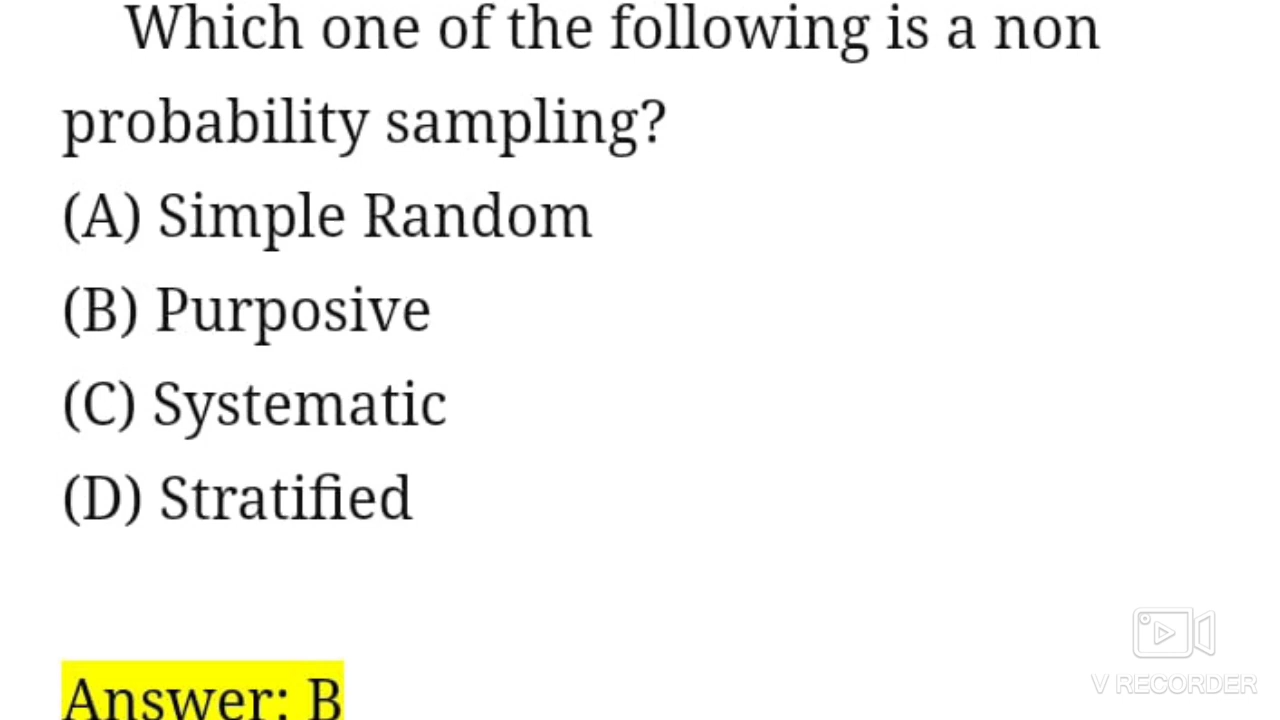 Which one of the following is a non
probability sampling?
(A) Simple Random
(B) Purposive
(C) Systematic
(D) Stratified
Answer: B
V RECORDER